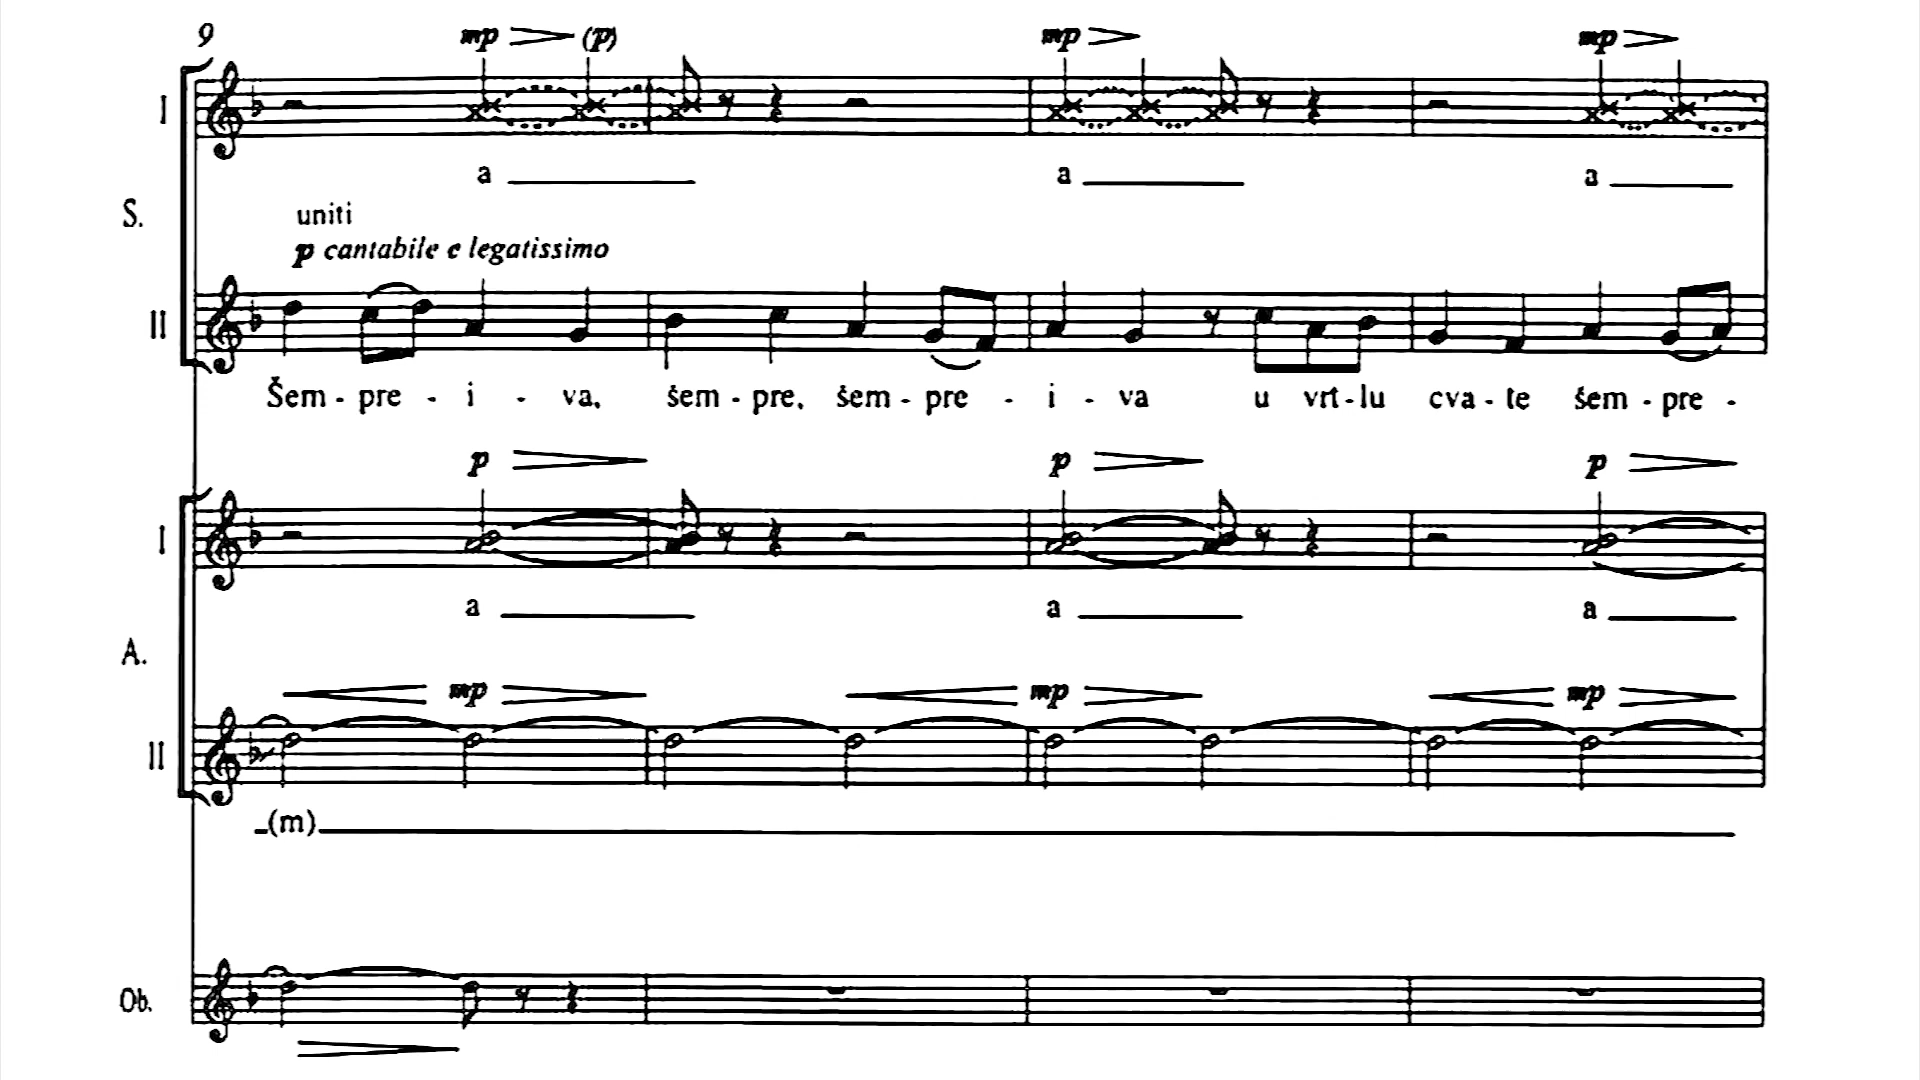 9 mp (p) mp mp
I
a a a
S.
uniti
p cantabile e legatissimo
II
Šem - pre - i - va, šem - pre, šem - pre - i - va u vrt - lu cva - te šem - pre -
p p p
I
a a a
A.
mp mp mp
II
(m)
Ob.